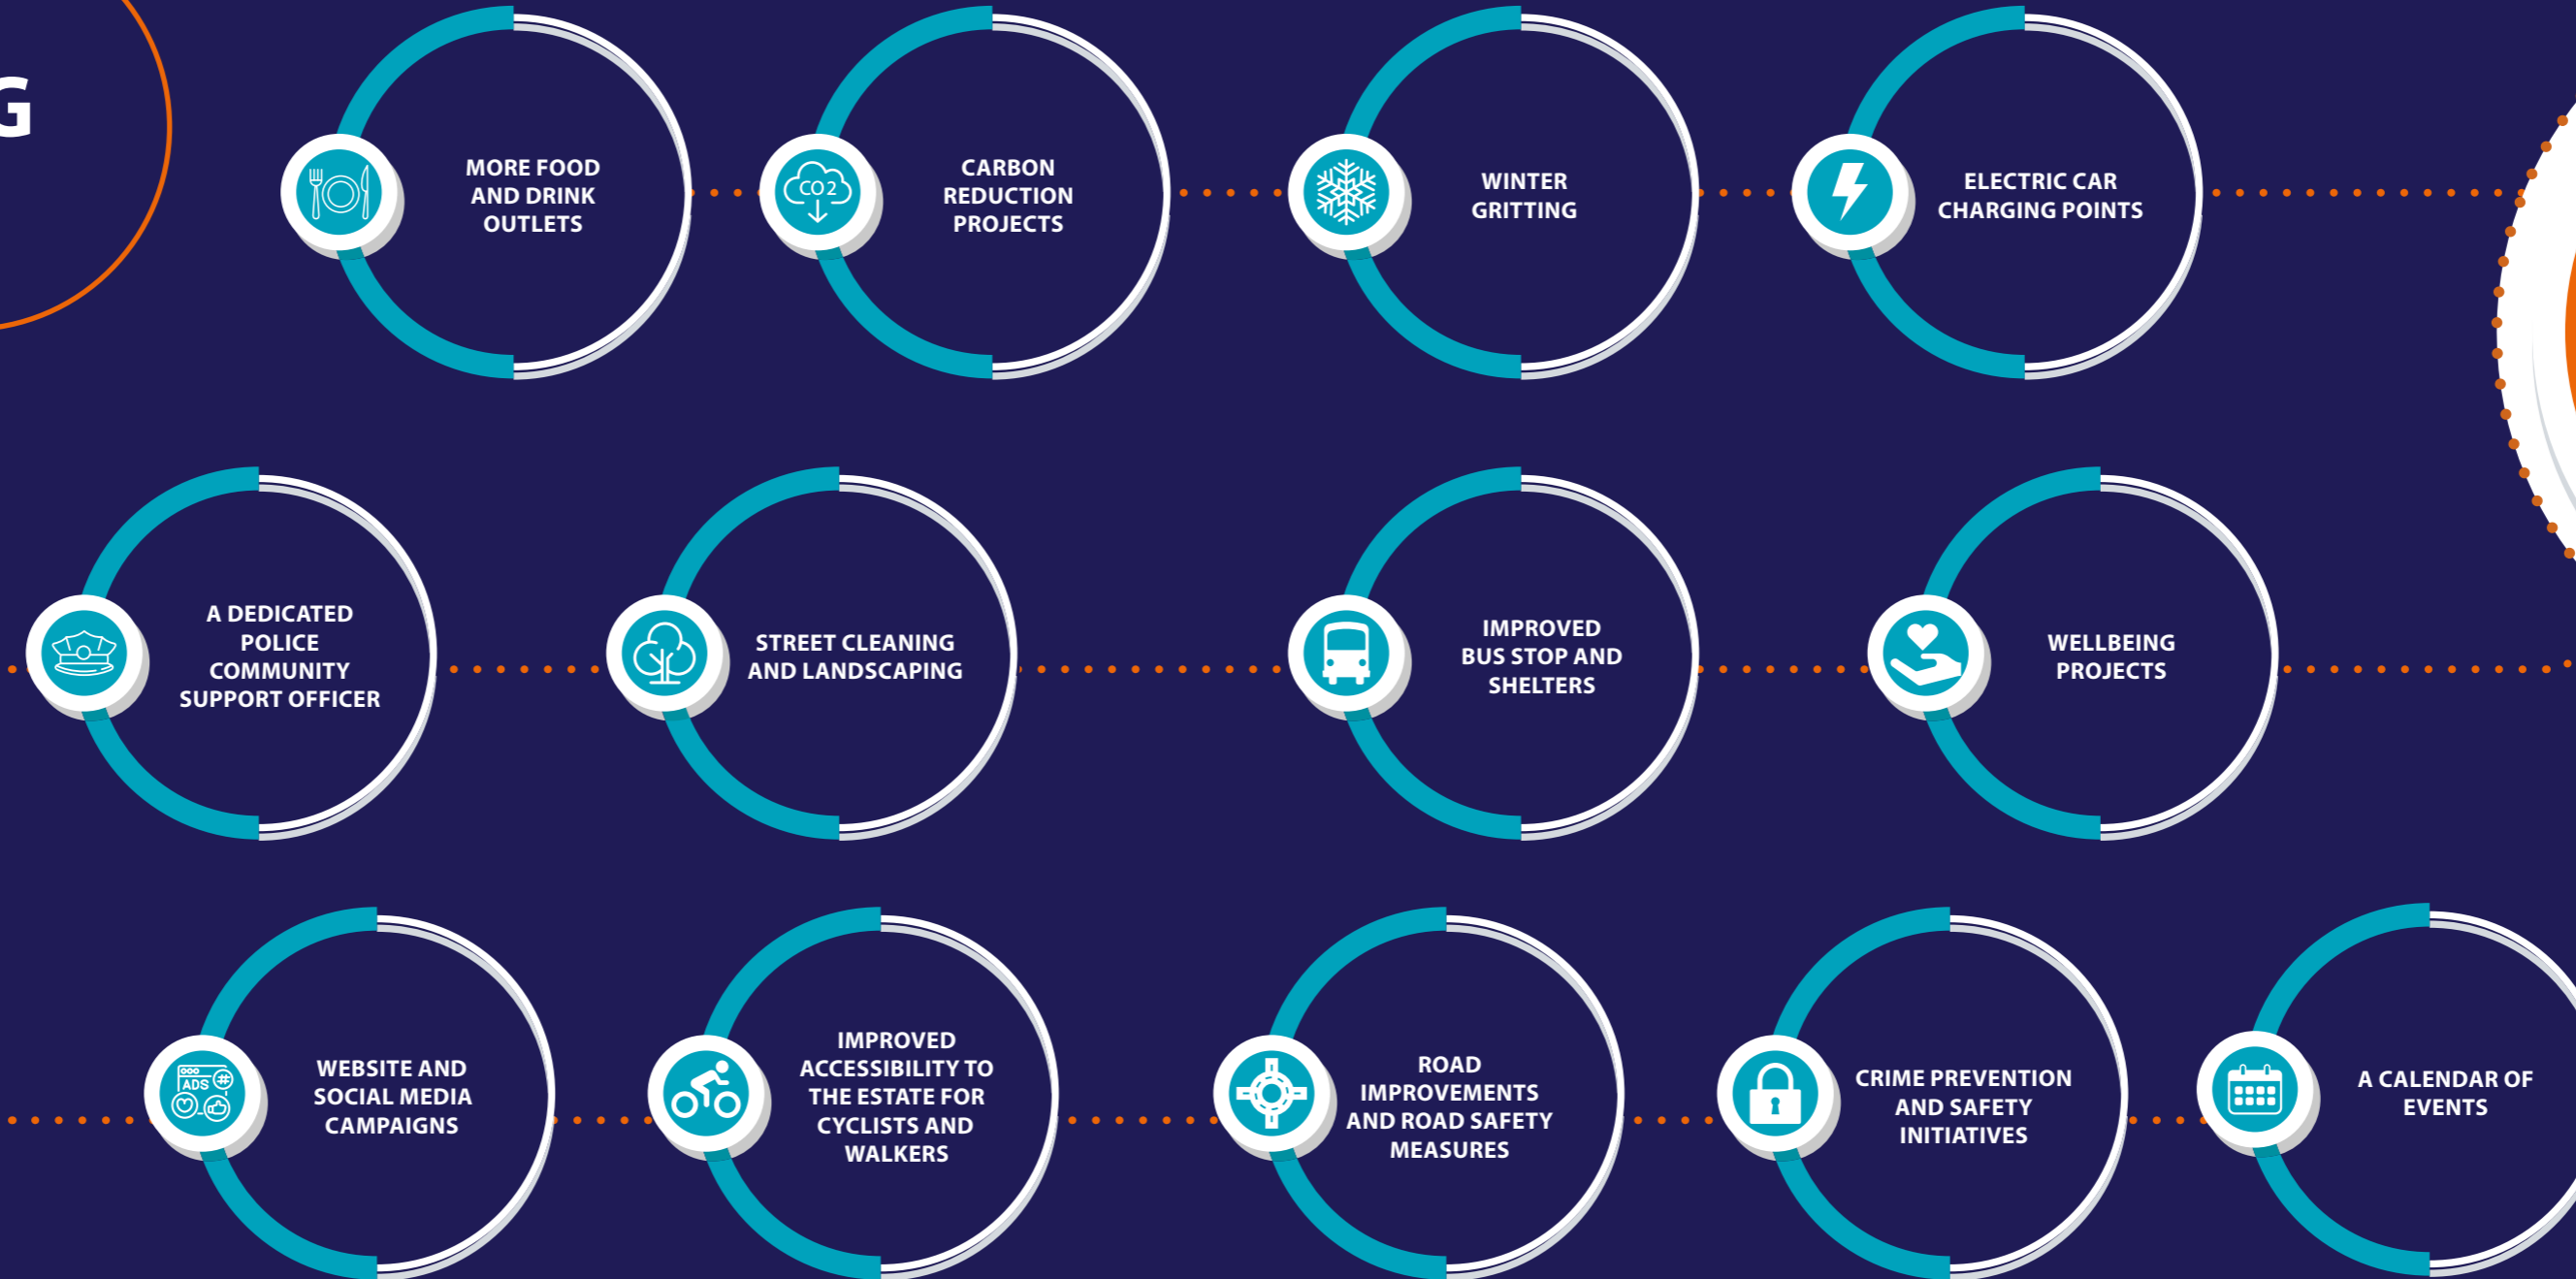 G
MORE FOOD
AND DRINK
OUTLETS
CO2
CARBON
REDUCTION
PROJECTS
WINTER
GRITTING
ELECTRIC CAR
CHARGING POINTS
A DEDICATED
POLICE
COMMUNITY
SUPPORT OFFICER
STREET CLEANING
AND LANDSCAPING
IMPROVED
BUS STOP AND
SHELTERS
WELLBEING
PROJECTS
ADS #
WEBSITE AND
SOCIAL MEDIA
CAMPAIGNS
IMPROVED
ACCESSIBILITY TO
THE ESTATE FOR
CYCLISTS AND
WALKERS
ROAD
IMPROVEMENTS
AND ROAD SAFETY
MEASURES
CRIME PREVENTION
AND SAFETY
INITIATIVES
A CALENDAR OF
EVENTS